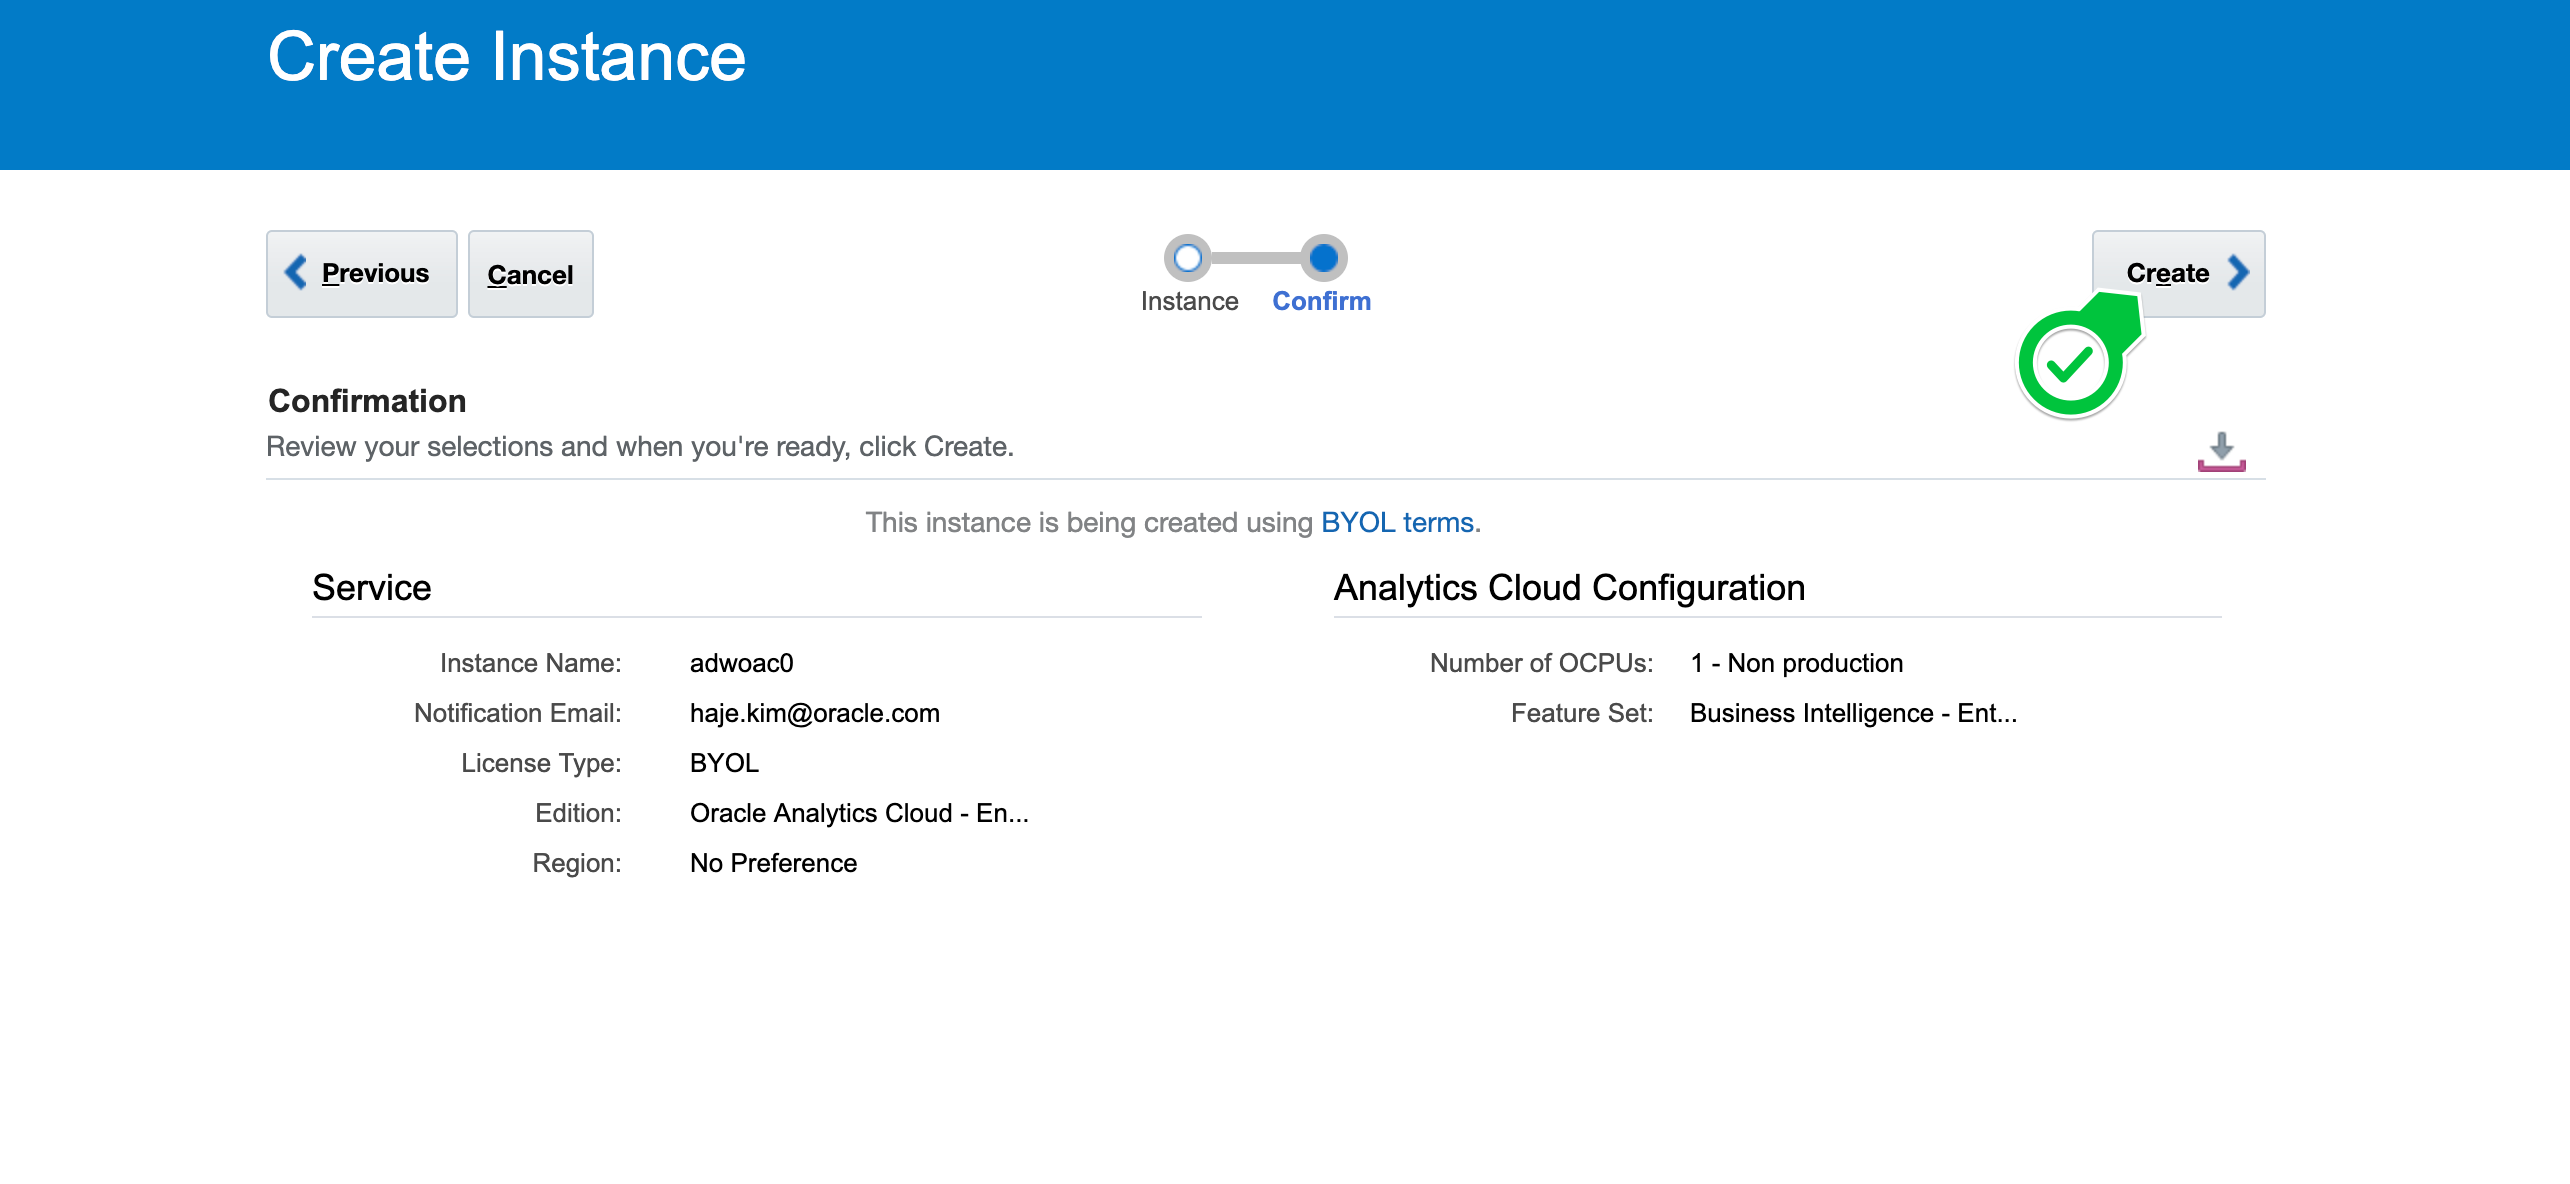 Create Instance
Previous
Cancel
Instance
Confirm
Create
Confirmation
Review your selections and when you're ready, click Create.
This instance is being created using BYOL terms.
Service
Instance Name: adwoac0
Notification Email: haje.kim@oracle.com
License Type: BYOL
Edition: Oracle Analytics Cloud - En...
Region: No Preference
Analytics Cloud Configuration
Number of OCPUs: 1 - Non production
Feature Set: Business Intelligence - Ent...